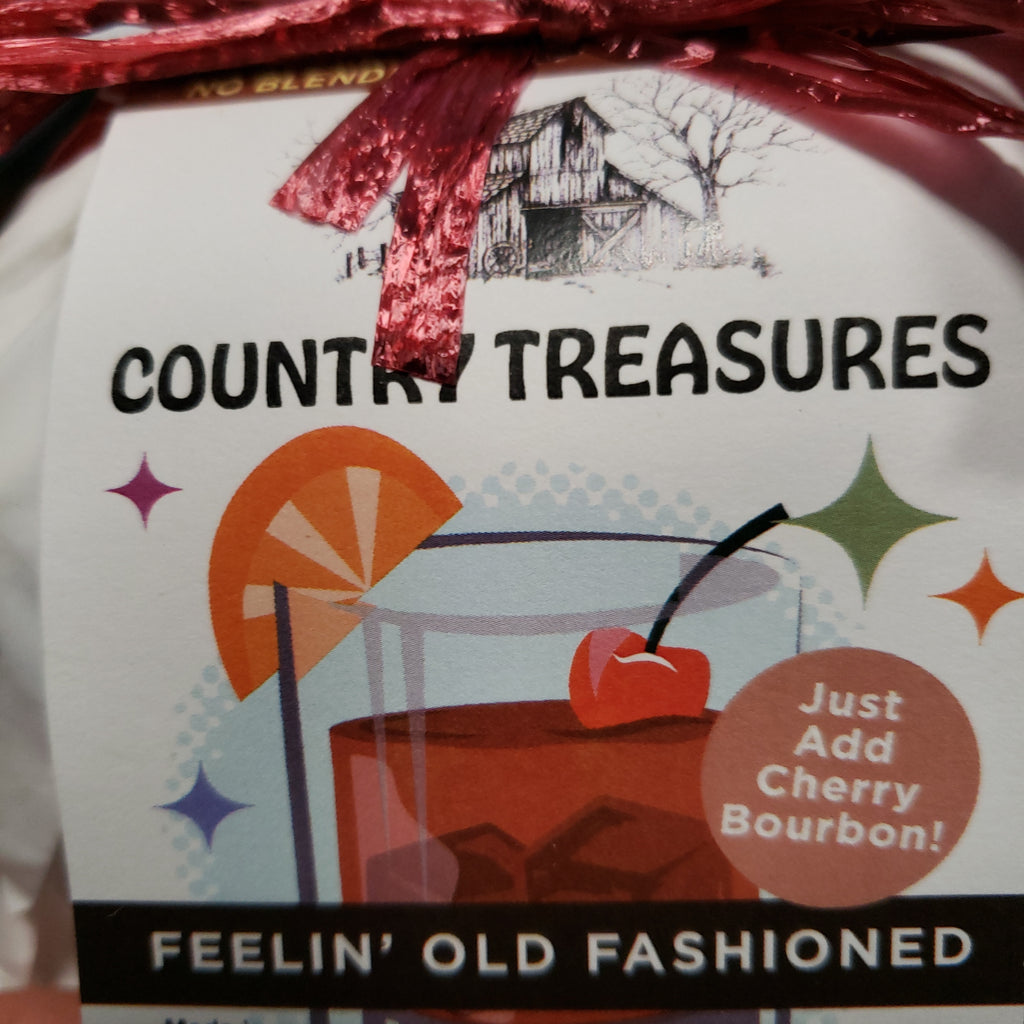 NO BLEND
COUNTRY TREASURES
Just
Add
Cherry
Bourbon!
FEELIN' OLD FASHIONED